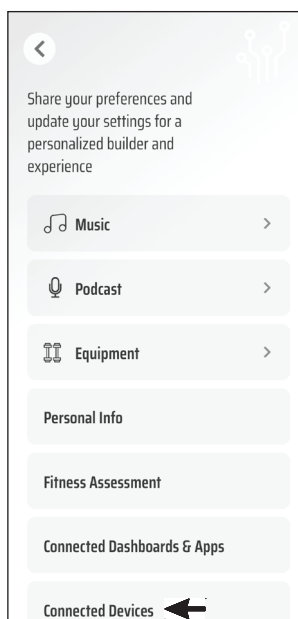 Share your preferences and
update your settings for a
personalized builder and
experience
Music
Podcast
Equipment
Personal Info
Fitness Assessment
Connected Dashboards & Apps
Connected Devices